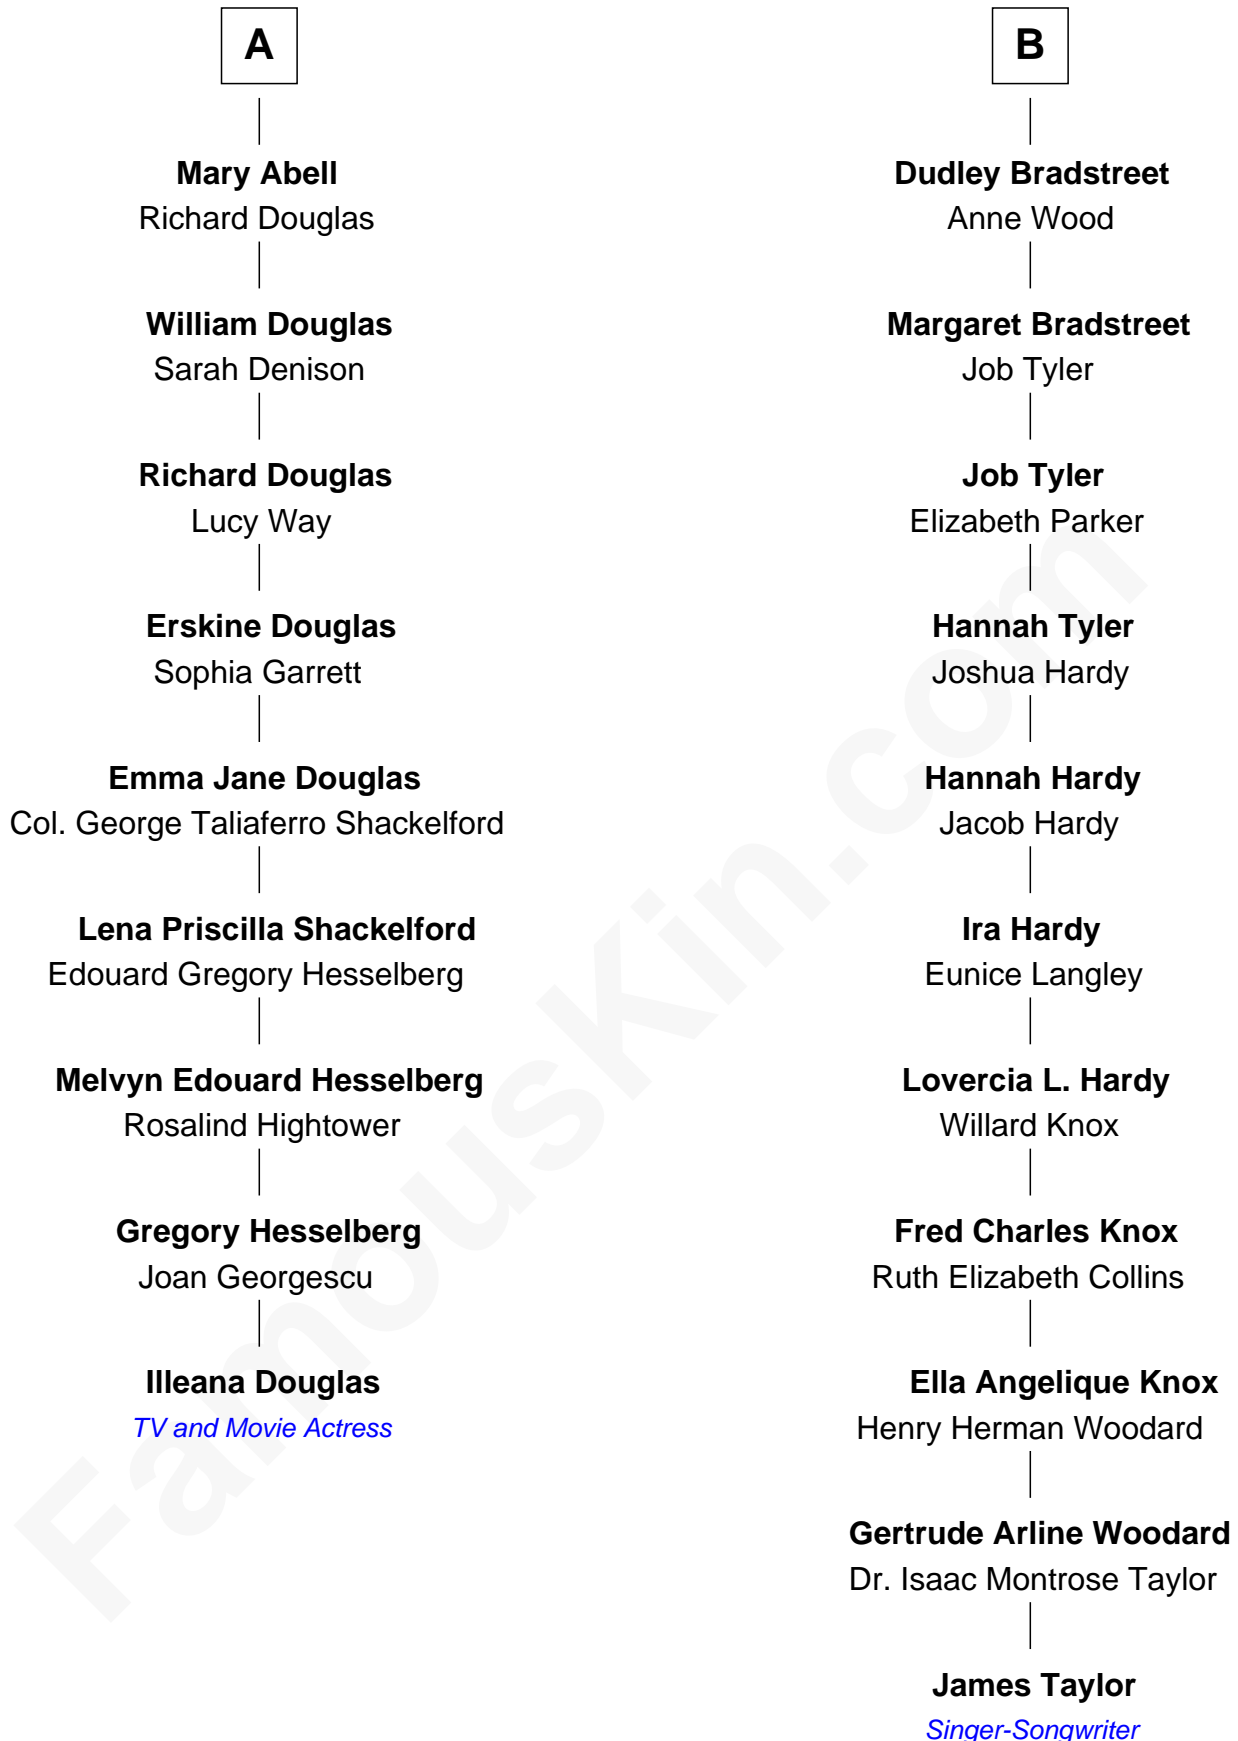 A
Mary Abell
Richard Douglas
William Douglas
Sarah Denison
Richard Douglas
Lucy Way
Erskine Douglas
Sophia Garrett
Emma Jane Douglas
Col. George Taliaferro Shackelford
Lena Priscilla Shackelford
Edouard Gregory Hesselberg
Melvyn Edouard Hesselberg
Rosalind Hightower
Gregory Hesselberg
Joan Georgescu
Illeana Douglas
TV and Movie Actress
B
Dudley Bradstreet
Anne Wood
Margaret Bradstreet
Job Tyler
Job Tyler
Elizabeth Parker
Hannah Tyler
Joshua Hardy
Hannah Hardy
Jacob Hardy
Ira Hardy
Eunice Langley
Lovercia L. Hardy
Willard Knox
Fred Charles Knox
Ruth Elizabeth Collins
Ella Angelique Knox
Henry Herman Woodard
Gertrude Arline Woodard
Dr. Isaac Montrose Taylor
James Taylor
Singer-Songwriter
FamousKin.com